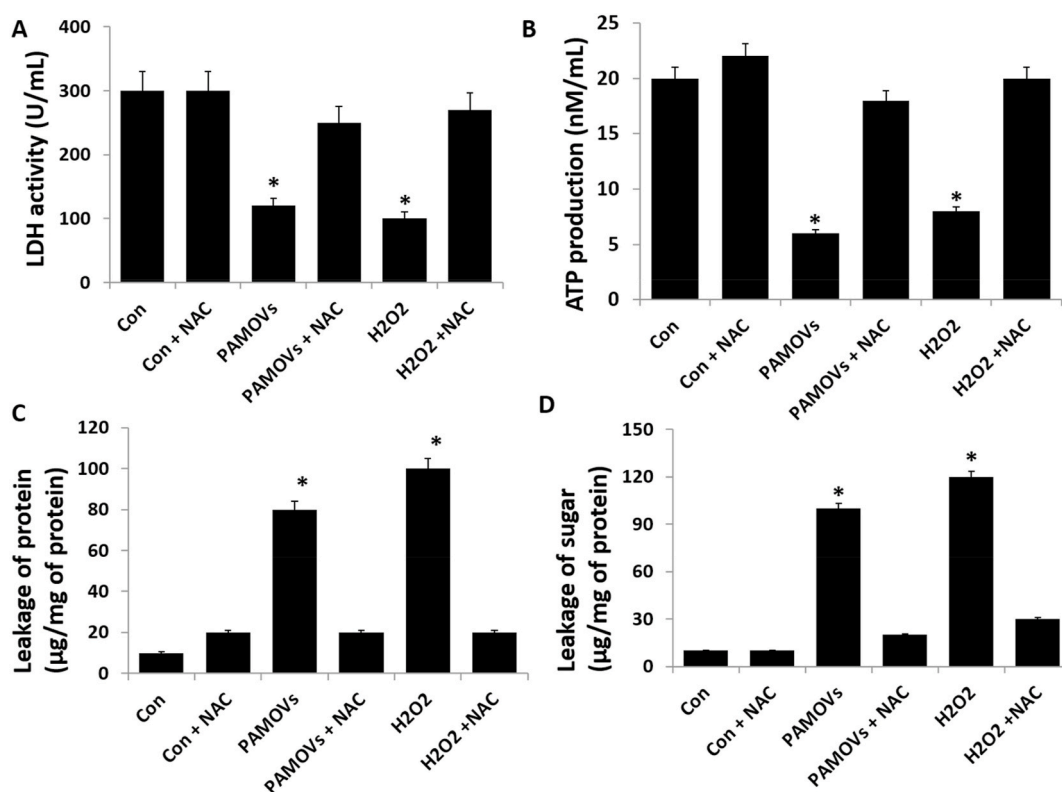 A
LDH activity (U/mL)
400
300
200
100
0
*
*
Con
Con + NAC
PAMOVs
PAMOVs + NAC
H2O2
H2O2 +NAC
B
ATP production (nM/mL)
25
20
15
10
5
0
*
*
Con
Con + NAC
PAMOVs
PAMOVs + NAC
H2O2
H2O2 +NAC
C
Leakage of protein
(µg/mg of protein)
120
100
80
60
40
20
0
*
*
Con
Con + NAC
PAMOVs
PAMOVs + NAC
H2O2
H2O2 +NAC
D
Leakage of sugar
(µg/mg of protein)
150
120
90
60
30
0
*
*
Con
Con + NAC
PAMOVs
PAMOVs + NAC
H2O2
H2O2 +NAC